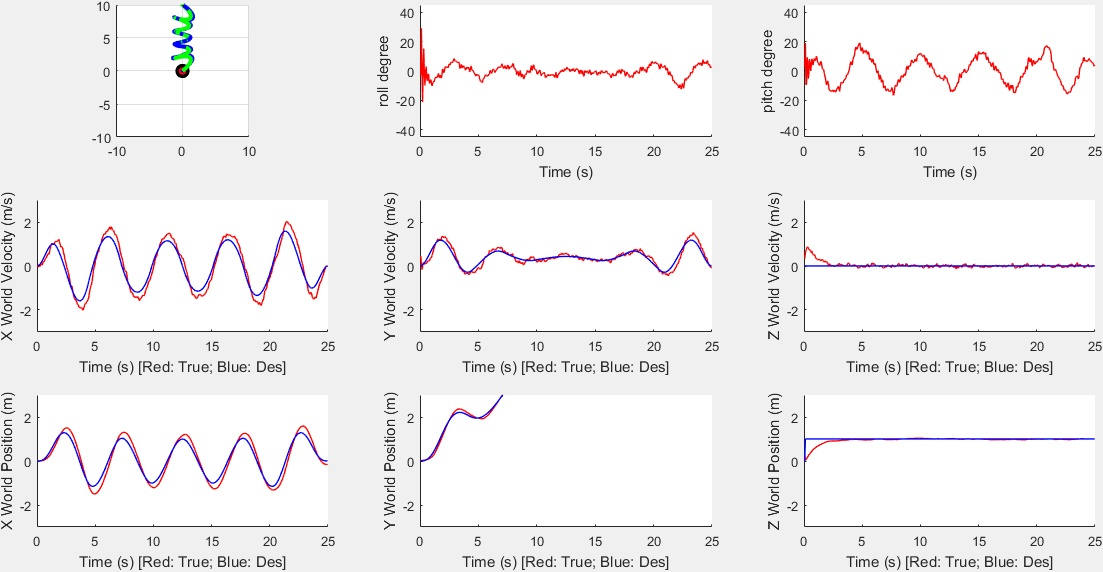 10
5
0
-5
-10
-10 0 10
roll degree
40
20
0
-20
-40
0 5 10 15 20 25
Time (s)
pitch degree
40
20
0
-20
-40
0 5 10 15 20 25
Time (s)
X World Velocity (m/s)
2
0
-2
0 5 10 15 20 25
Time (s) [Red: True; Blue: Des]
Y World Velocity (m/s)
2
0
-2
0 5 10 15 20 25
Time (s) [Red: True; Blue: Des]
Z World Velocity (m/s)
2
0
-2
0 5 10 15 20 25
Time (s) [Red: True; Blue: Des]
X World Position (m)
2
0
-2
0 5 10 15 20 25
Time (s) [Red: True; Blue: Des]
Y World Position (m)
2
0
-2
0 5 10 15 20 25
Time (s) [Red: True; Blue: Des]
Z World Position (m)
2
0
-2
0 5 10 15 20 25
Time (s) [Red: True; Blue: Des]